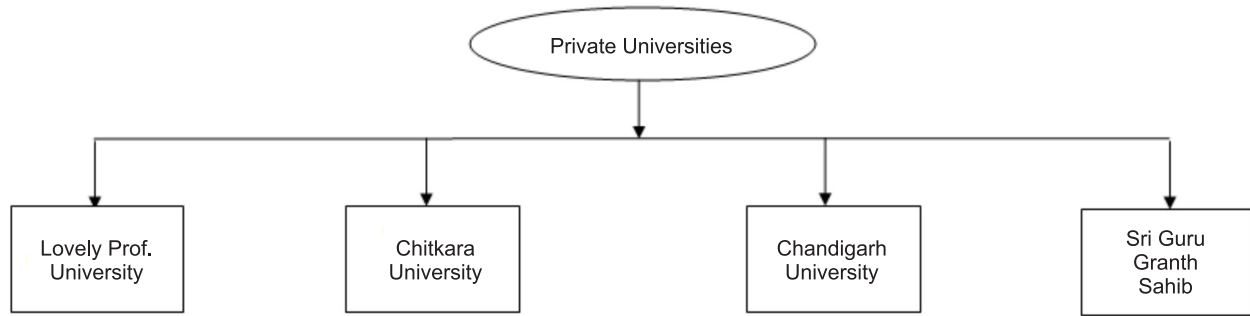 Private Universities
Lovely Prof.
University
Chitkara
University
Chandigarh
University
Sri Guru
Granth
Sahib